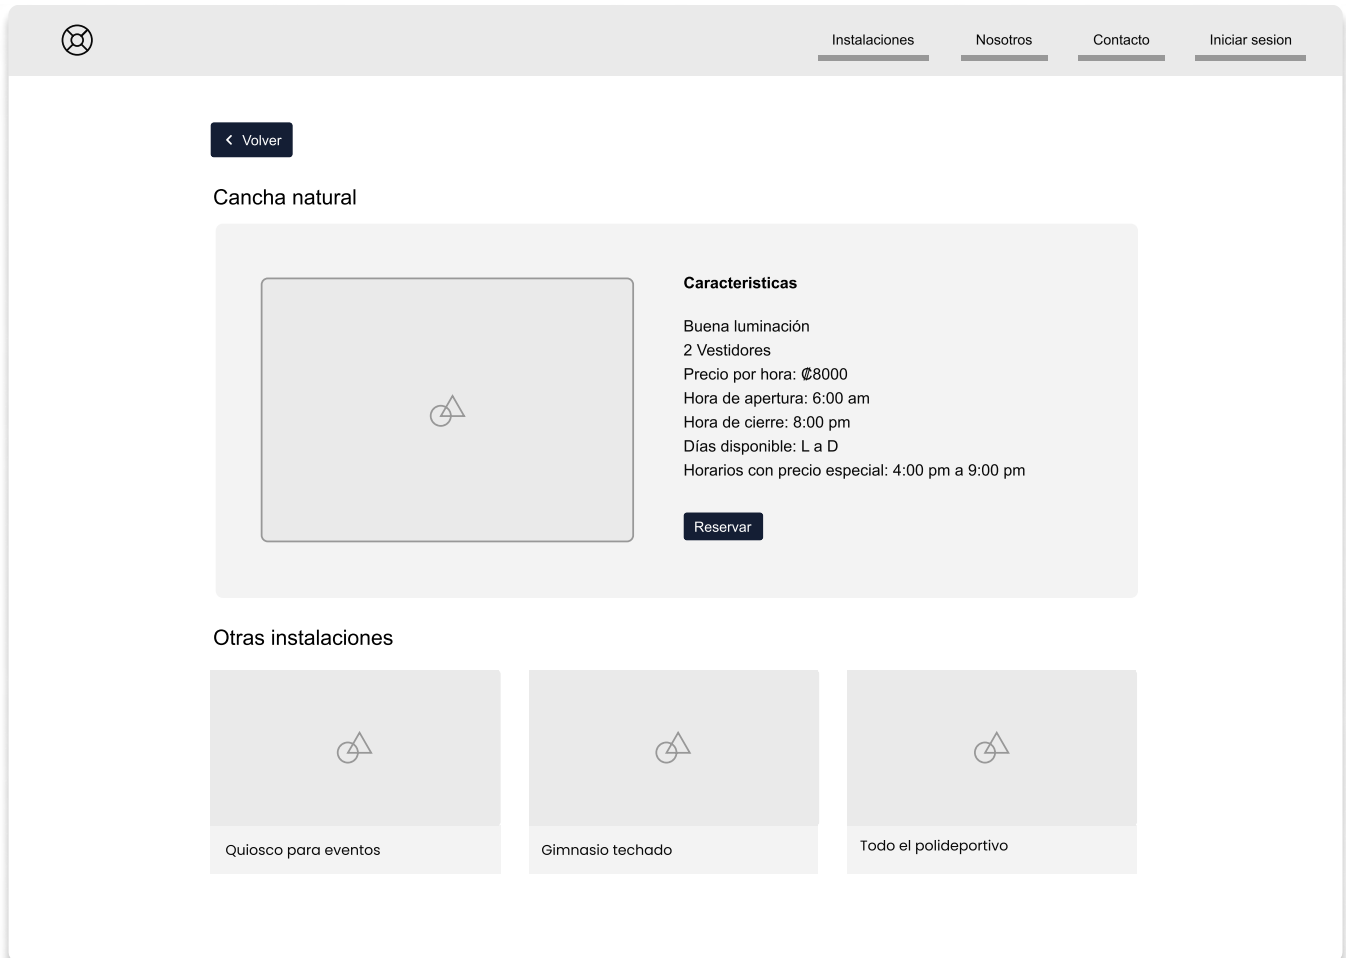 Instalaciones
Nosotros
Contacto
Iniciar sesion
Volver
Cancha natural
Caracteristicas
Buena luminación
2 Vestidores
Precio por hora: ₡8000
Hora de apertura: 6:00 am
Hora de cierre: 8:00 pm
Días disponible: L a D
Horarios con precio especial: 4:00 pm a 9:00 pm
Reservar
Otras instalaciones
Quiosco para eventos
Gimnasio techado
Todo el polideportivo